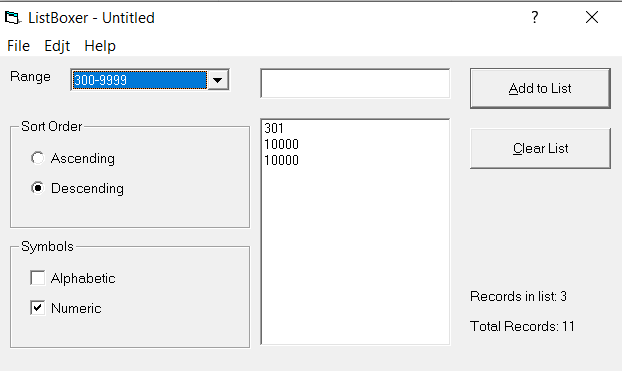 ListBoxer - Untitled
File Edit Help
Range 300-9999 Add to List
Sort Order
Ascending
Descending
301
10000
10000
Clear List
Symbols
Alphabetic
Numeric
Records in list: 3
Total Records: 11